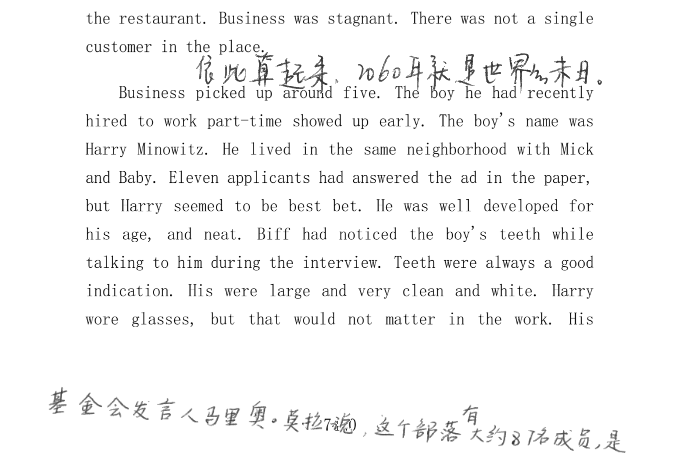 the restaurant. Business was stagnant. There was not a single
customer in the place.
依此算起来，2060年就是世界的末日。
Business picked up around five. The boy he had recently
hired to work part-time showed up early. The boy's name was
Harry Minowitz. He lived in the same neighborhood with Mick
and Baby. Eleven applicants had answered the ad in the paper,
but Harry seemed to be best bet. He was well developed for
his age, and neat. Biff had noticed the boy's teeth while
talking to him during the interview. Teeth were always a good
indication. His were large and very clean and white. Harry
wore glasses, but that would not matter in the work. His
基金会发言人马里奥。莫拉说，这个部落有大约87名成员，是